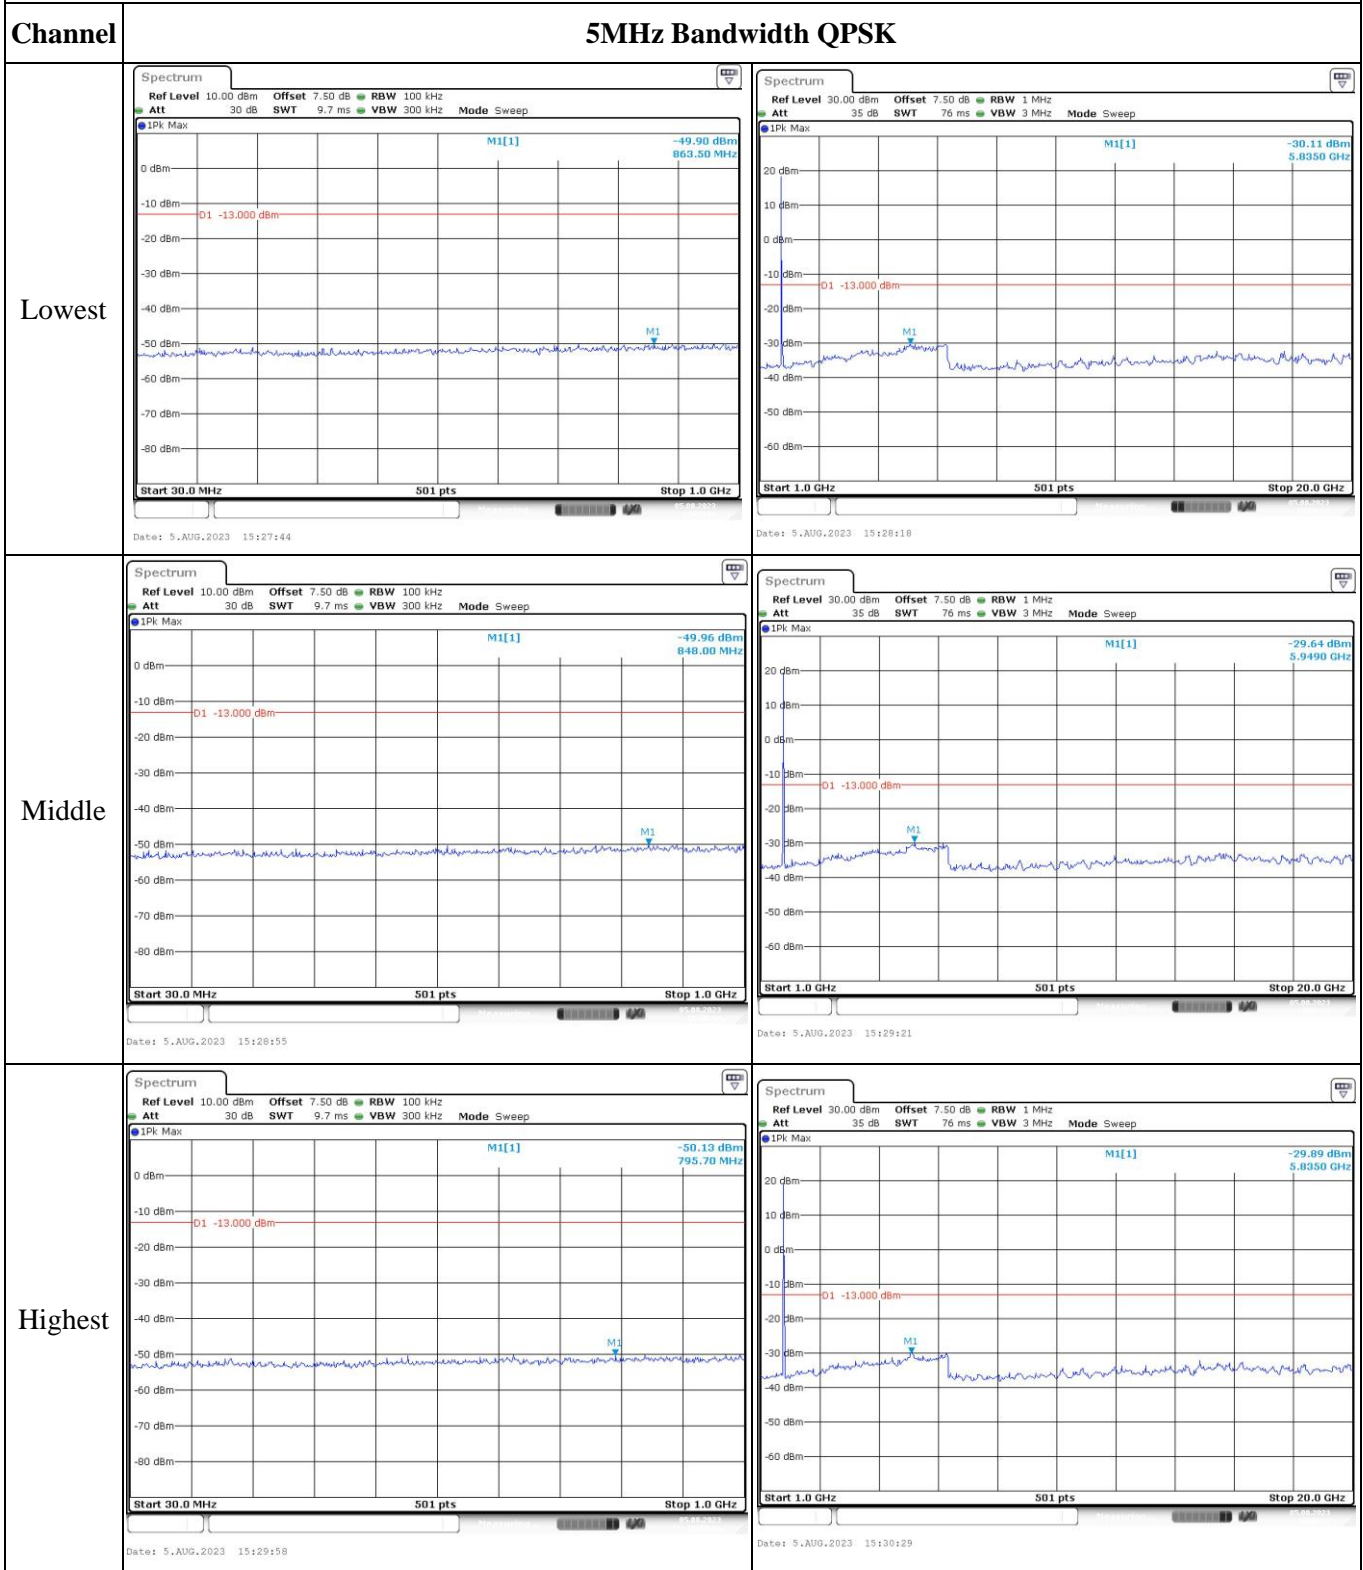 Channel 5MHz Bandwidth QPSK
Lowest
Spectrum
Ref Level 10.00 dBm Offset 7.50 dB RBW 100 kHz
Att 30 dB SWT 9.7 ms VBW 300 kHz Mode Sweep
1Pk Max
M1[1] -49.90 dBm
863.50 MHz
0 dBm
-10 dBm
D1 -13.000 dBm
-20 dBm
-30 dBm
-40 dBm
M1
-50 dBm
-60 dBm
-70 dBm
-80 dBm
Start 30.0 MHz 501 pts Stop 1.0 GHz
Date: 5.AUG.2023 15:27:44
Spectrum
Ref Level 30.00 dBm Offset 7.50 dB RBW 1 MHz
Att 35 dB SWT 76 ms VBW 3 MHz Mode Sweep
1Pk Max
M1[1] -30.11 dBm
5.8350 GHz
20 dBm
10 dBm
0 dBm
-10 dBm
D1 -13.000 dBm
-20 dBm
M1
-30 dBm
-40 dBm
-50 dBm
-60 dBm
Start 1.0 GHz 501 pts Stop 20.0 GHz
Date: 5.AUG.2023 15:28:18
Middle
Spectrum
Ref Level 10.00 dBm Offset 7.50 dB RBW 100 kHz
Att 30 dB SWT 9.7 ms VBW 300 kHz Mode Sweep
1Pk Max
M1[1] -49.96 dBm
848.00 MHz
0 dBm
-10 dBm
D1 -13.000 dBm
-20 dBm
-30 dBm
-40 dBm
M1
-50 dBm
-60 dBm
-70 dBm
-80 dBm
Start 30.0 MHz 501 pts Stop 1.0 GHz
Date: 5.AUG.2023 15:28:55
Spectrum
Ref Level 30.00 dBm Offset 7.50 dB RBW 1 MHz
Att 35 dB SWT 76 ms VBW 3 MHz Mode Sweep
1Pk Max
M1[1] -29.64 dBm
5.9490 GHz
20 dBm
10 dBm
0 dBm
-10 dBm
D1 -13.000 dBm
-20 dBm
M1
-30 dBm
-40 dBm
-50 dBm
-60 dBm
Start 1.0 GHz 501 pts Stop 20.0 GHz
Date: 5.AUG.2023 15:29:21
Highest
Spectrum
Ref Level 10.00 dBm Offset 7.50 dB RBW 100 kHz
Att 30 dB SWT 9.7 ms VBW 300 kHz Mode Sweep
1Pk Max
M1[1] -50.13 dBm
795.70 MHz
0 dBm
-10 dBm
D1 -13.000 dBm
-20 dBm
-30 dBm
-40 dBm
M1
-50 dBm
-60 dBm
-70 dBm
-80 dBm
Start 30.0 MHz 501 pts Stop 1.0 GHz
Date: 5.AUG.2023 15:29:58
Spectrum
Ref Level 30.00 dBm Offset 7.50 dB RBW 1 MHz
Att 35 dB SWT 76 ms VBW 3 MHz Mode Sweep
1Pk Max
M1[1] -29.89 dBm
5.8350 GHz
20 dBm
10 dBm
0 dBm
-10 dBm
D1 -13.000 dBm
-20 dBm
M1
-30 dBm
-40 dBm
-50 dBm
-60 dBm
Start 1.0 GHz 501 pts Stop 20.0 GHz
Date: 5.AUG.2023 15:30:29